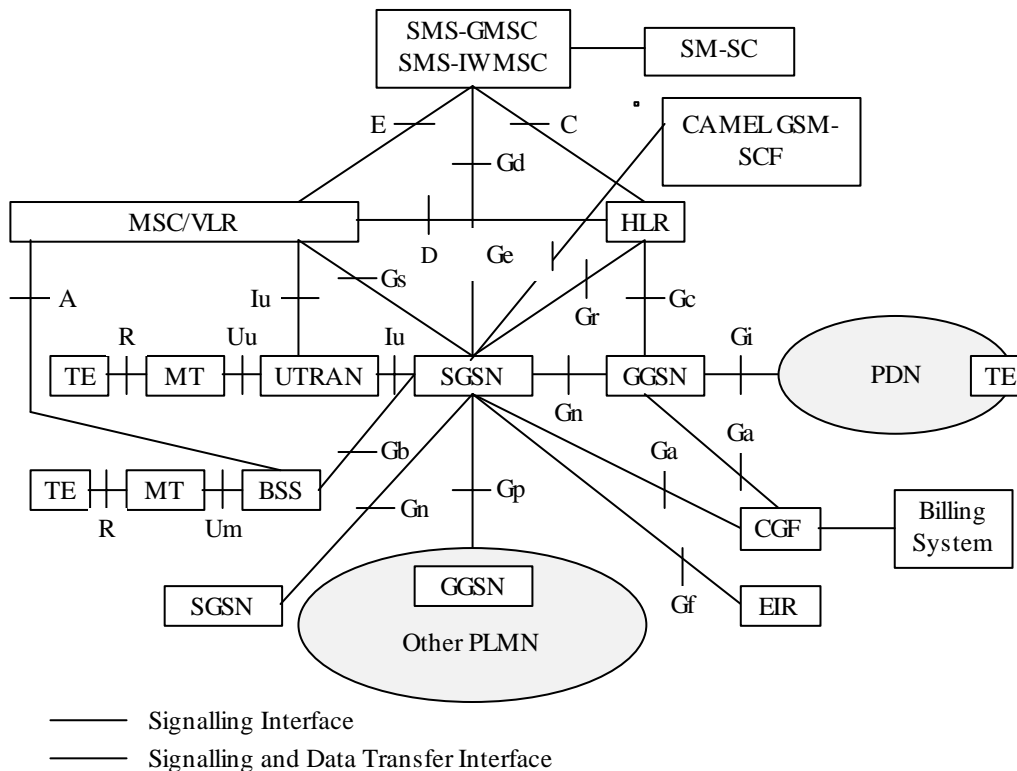 SMS-GMSC
SMS-IWMSC
SM-SC
E
C
CAMEL GSM-
SCF
Gd
MSC/VLR
HLR
D
Ge
A
Iu
Gs
Gr
Gc
R
Uu
Iu
Gi
TE
MT
UTRAN
SGSN
GGSN
PDN
TE
Gn
Gb
Ga
Ga
TE
MT
BSS
Gn
Gp
R
Um
CGF
Billing
System
SGSN
GGSN
Gf
EIR
Other PLMN
Signalling Interface
Signalling and Data Transfer Interface